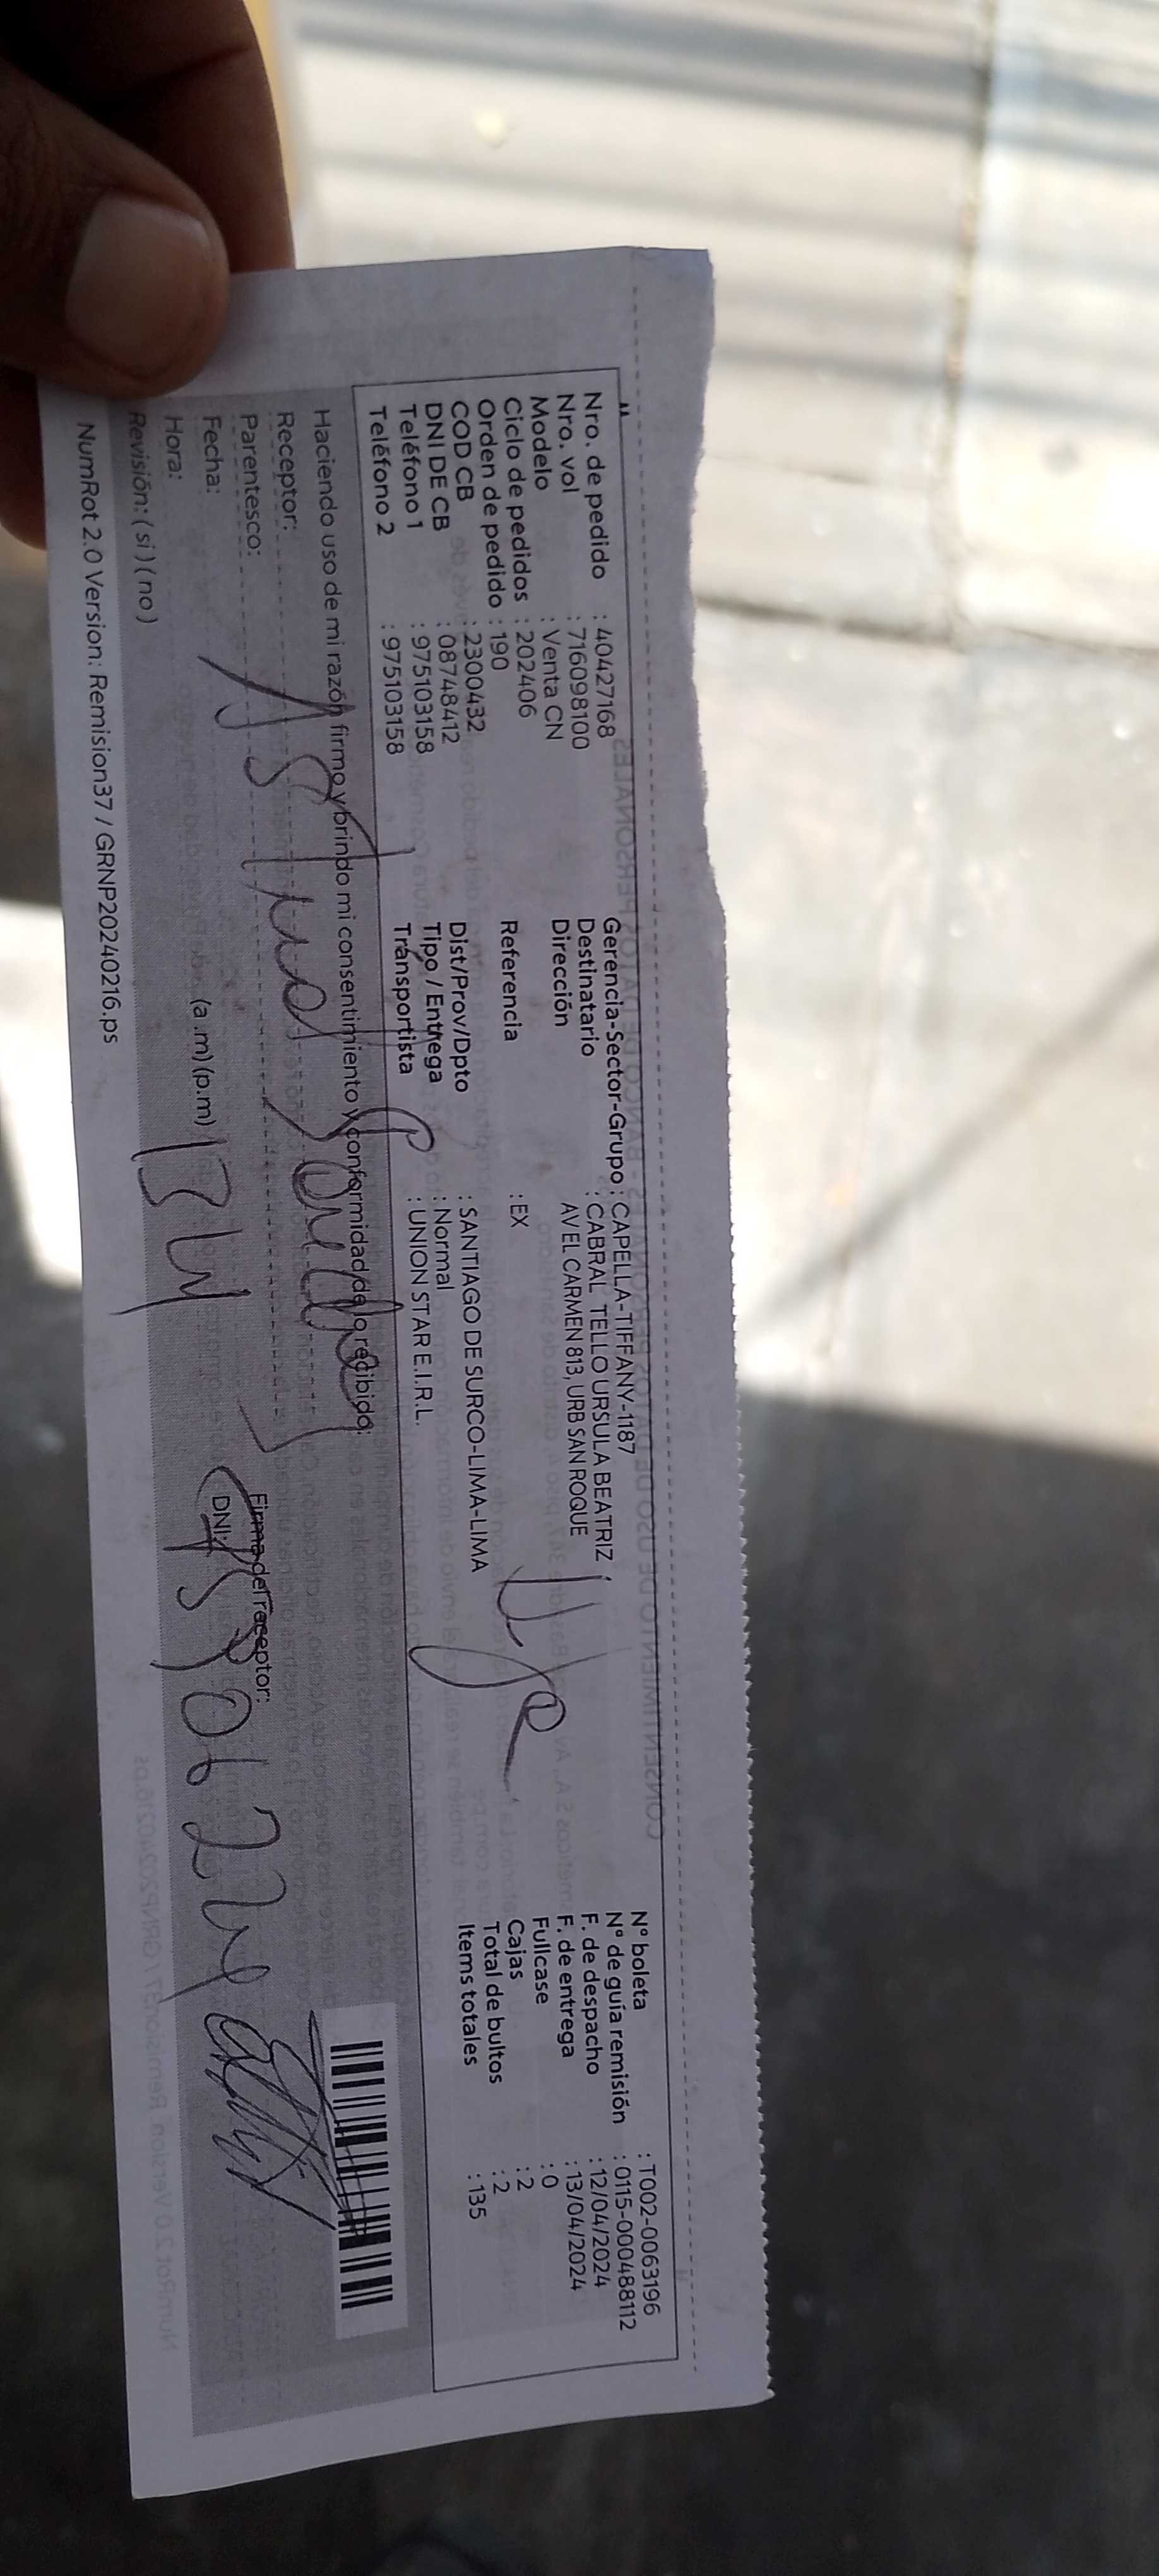 Nro. de pedido : 40427168
Nro. vol : 716098100
Modelo : Venta CN
Ciclo de pedidos : 202406
Orden de pedido : 190
COD CB : 2300432
DNI DE CB : 08748412
Teléfono 1 : 975103158
Teléfono 2 : 975103158
Gerencia-Sector-Grupo : CAPELLA-TIFFANY-1187
Destinatario : CABRAL TELLO URSULA BEATRIZ
Dirección AV EL CARMEN 813, URB SAN ROQUE
Referencia : EX
Dist/Prov/Dpto : SANTIAGO DE SURCO-LIMA-LIMA
Tipo / Entrega : Normal
Transportista : UNION STAR E.I.R.L.
N° boleta : T002-0063196
N° de guía remisión : 0115-000488112
F. de despacho : 12/04/2024
F. de entrega : 13/04/2024
Fullcase : 0
Cajas : 2
Total de bultos : 2
Items totales : 135
Haciendo uso de mi razón firmo y brindo mi consentimiento y conformidad de lo recibido:
Receptor:
Parentesco:
Fecha:
Hora: (a.m) (p.m)
Revisión: ( si ) ( no )
Firma del receptor:
DNI:
NumRot 2.0 Version: Remision37 / GRNP20240216.ps